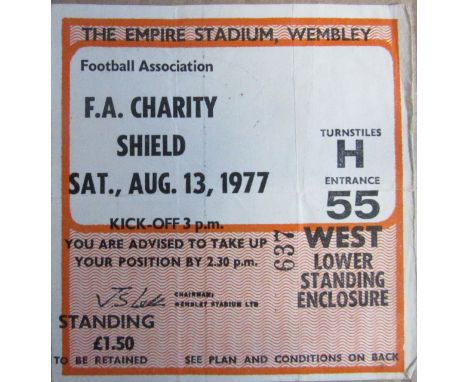 THE EMPIRE STADIUM, WEMBLEY
Football Association
F.A. CHARITY
SHIELD
SAT., AUG. 13, 1977
KICK-OFF 3 p.m.
YOU ARE ADVISED TO TAKE UP
YOUR POSITION BY 2.30 p.m.
TURNSTILES
H
ENTRANCE
55
WEST
LOWER
STANDING
ENCLOSURE
637
CHAIRMAN:
WEMBLEY STADIUM LTD
STANDING
£1.50
TO BE RETAINED
SEE PLAN AND CONDITIONS ON BACK